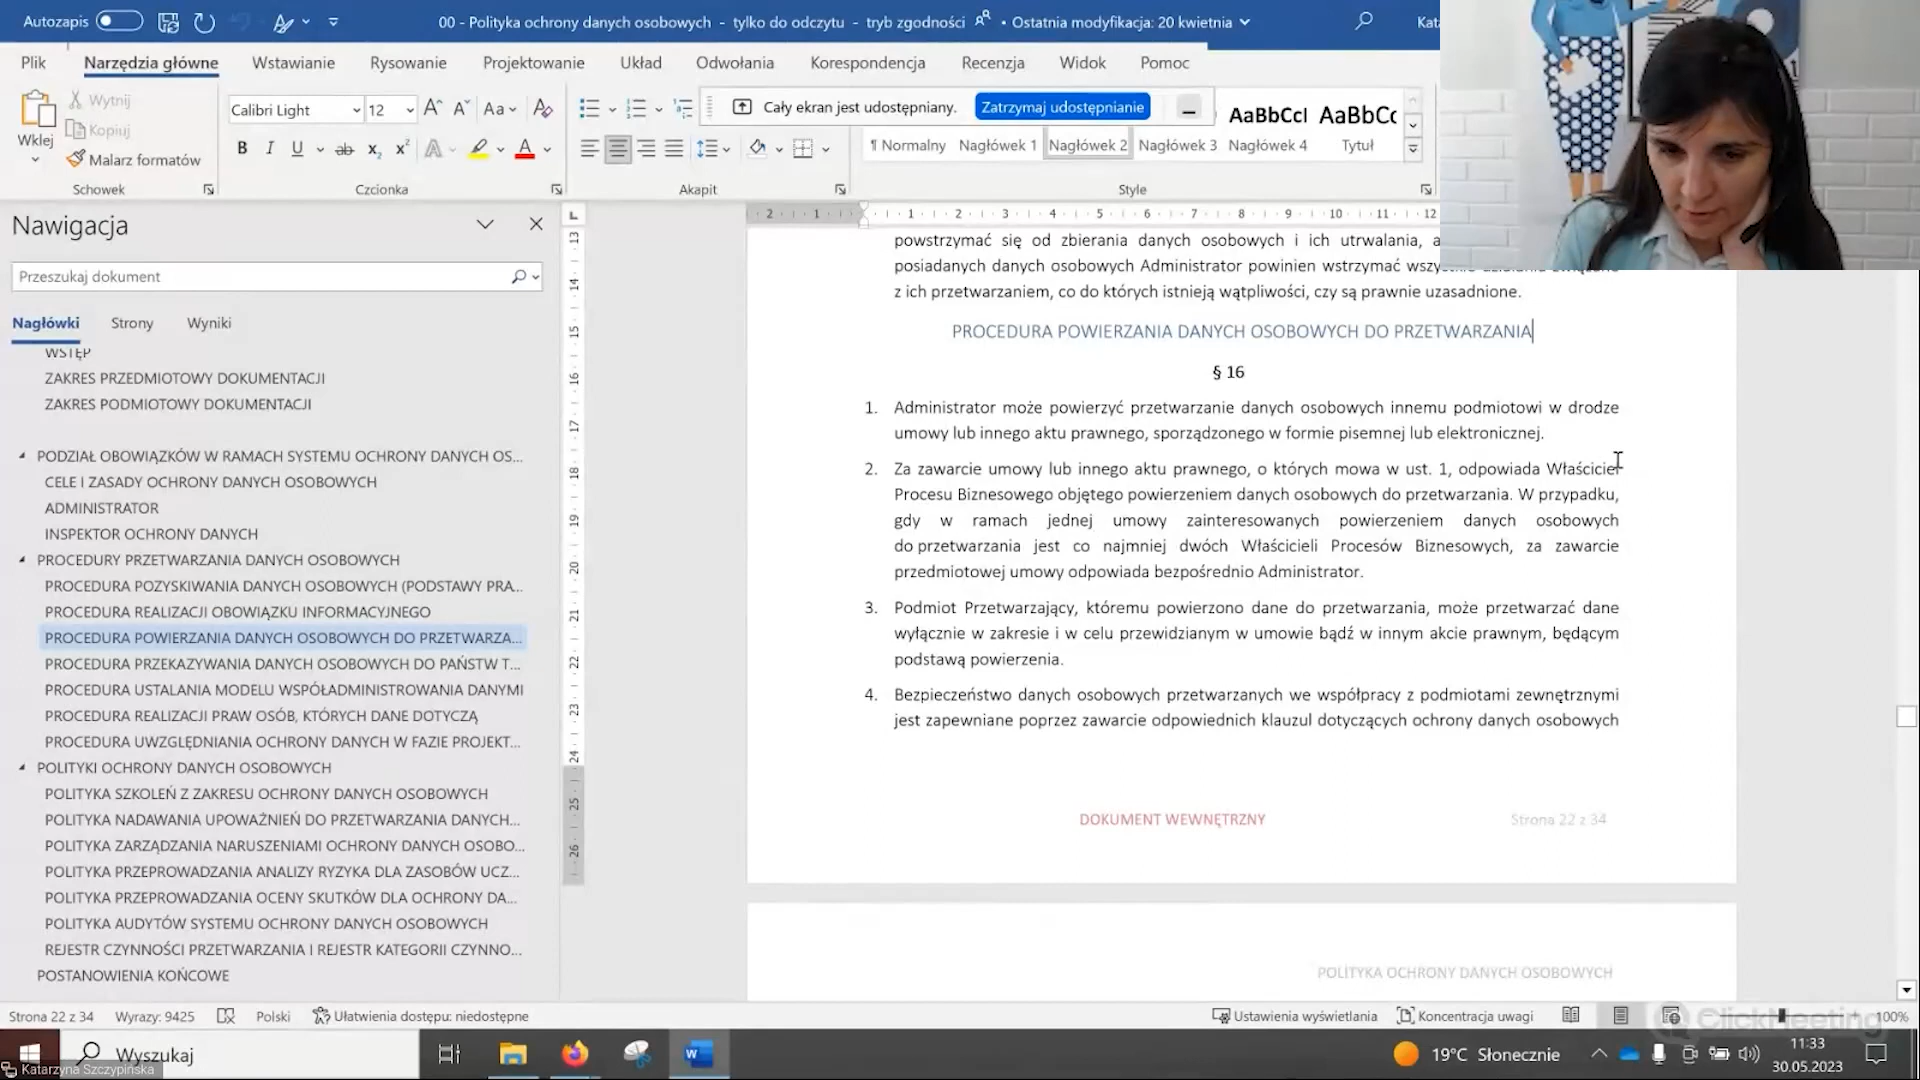 Autozapis
00 - Polityka ochrony danych osobowych - tylko do odczytu - tryb zgodności • Ostatnia modyfikacja: 20 kwietnia
Plik Narzędzia główne Wstawianie Rysowanie Projektowanie Układ Odwołania Korespondencja Recenzja Widok Pomoc
Wklej
Wytnij
Kopiuj
Malarz formatów
Schowek
Calibri Light 12
Czcionka
Akapit
Cały ekran jest udostępniany. Zatrzymaj udostępnianie
AaBbCcI AaBbCc
¶ Normalny Nagłówek 1 Nagłówek 2 Nagłówek 3 Nagłówek 4 Tytuł
Style
Nawigacja
Przeszukaj dokument
Nagłówki Strony Wyniki
WSTĘP
ZAKRES PRZEDMIOTOWY DOKUMENTACJI
ZAKRES PODMIOTOWY DOKUMENTACJI
PODZIAŁ OBOWIĄZKÓW W RAMACH SYSTEMU OCHRONY DANYCH OS...
CELE I ZASADY OCHRONY DANYCH OSOBOWYCH
ADMINISTRATOR
INSPEKTOR OCHRONY DANYCH
PROCEDURY PRZETWARZANIA DANYCH OSOBOWYCH
PROCEDURA POZYSKIWANIA DANYCH OSOBOWYCH (PODSTAWY PRA...
PROCEDURA REALIZACJI OBOWIĄZKU INFORMACYJNEGO
PROCEDURA POWIERZANIA DANYCH OSOBOWYCH DO PRZETWARZA...
PROCEDURA PRZEKAZYWANIA DANYCH OSOBOWYCH DO PAŃSTW T...
PROCEDURA USTALANIA MODELU WSPÓŁADMINISTROWANIA DANYMI
PROCEDURA REALIZACJI PRAW OSÓB, KTÓRYCH DANE DOTYCZĄ
PROCEDURA UWZGLĘDNIANIA OCHRONY DANYCH W FAZIE PROJEKT...
POLITYKI OCHRONY DANYCH OSOBOWYCH
POLITYKA SZKOLEŃ Z ZAKRESU OCHRONY DANYCH OSOBOWYCH
POLITYKA NADAWANIA UPOWAŻNIEŃ DO PRZETWARZANIA DANYCH...
POLITYKA ZARZĄDZANIA NARUSZENIAMI OCHRONY DANYCH OSOBO...
POLITYKA PRZEPROWADZANIA ANALIZY RYZYKA DLA ZASOBÓW UCZ...
POLITYKA PRZEPROWADZANIA OCENY SKUTKÓW DLA OCHRONY DA...
POLITYKA AUDYTÓW SYSTEMU OCHRONY DANYCH OSOBOWYCH
REJESTR CZYNNOŚCI PRZETWARZANIA I REJESTR KATEGORII CZYNNO...
POSTANOWIENIA KOŃCOWE
powstrzymać się od zbierania danych osobowych i ich utrwalania, a
posiadanych danych osobowych Administrator powinien wstrzymać
z ich przetwarzaniem, co do których istnieją wątpliwości, czy są prawnie uzasadnione.
PROCEDURA POWIERZANIA DANYCH OSOBOWYCH DO PRZETWARZANIA
§ 16
1. Administrator może powierzyć przetwarzanie danych osobowych innemu podmiotowi w drodze
umowy lub innego aktu prawnego, sporządzonego w formie pisemnej lub elektronicznej.
2. Za zawarcie umowy lub innego aktu prawnego, o których mowa w ust. 1, odpowiada Właściciel
Procesu Biznesowego objętego powierzeniem danych osobowych do przetwarzania. W przypadku,
gdy w ramach jednej umowy zainteresowanych powierzeniem danych osobowych
do przetwarzania jest co najmniej dwóch Właścicieli Procesów Biznesowych, za zawarcie
przedmiotowej umowy odpowiada bezpośrednio Administrator.
3. Podmiot Przetwarzający, któremu powierzono dane do przetwarzania, może przetwarzać dane
wyłącznie w zakresie i w celu przewidzianym w umowie bądź w innym akcie prawnym, będącym
podstawą powierzenia.
4. Bezpieczeństwo danych osobowych przetwarzanych we współpracy z podmiotami zewnętrznymi
jest zapewniane poprzez zawarcie odpowiednich klauzul dotyczących ochrony danych osobowych
DOKUMENT WEWNĘTRZNY Strona 22 z 34
POLITYKA OCHRONY DANYCH OSOBOWYCH
Strona 22 z 34 Wyrazy: 9425 Polski Ułatwienia dostępu: niedostępne Ustawienia wyświetlania Koncentracja uwagi 100%
ClickMeeting
Wyszukaj
19°C Słonecznie
11:33
30.05.2023
Katarzyna Szczypińska